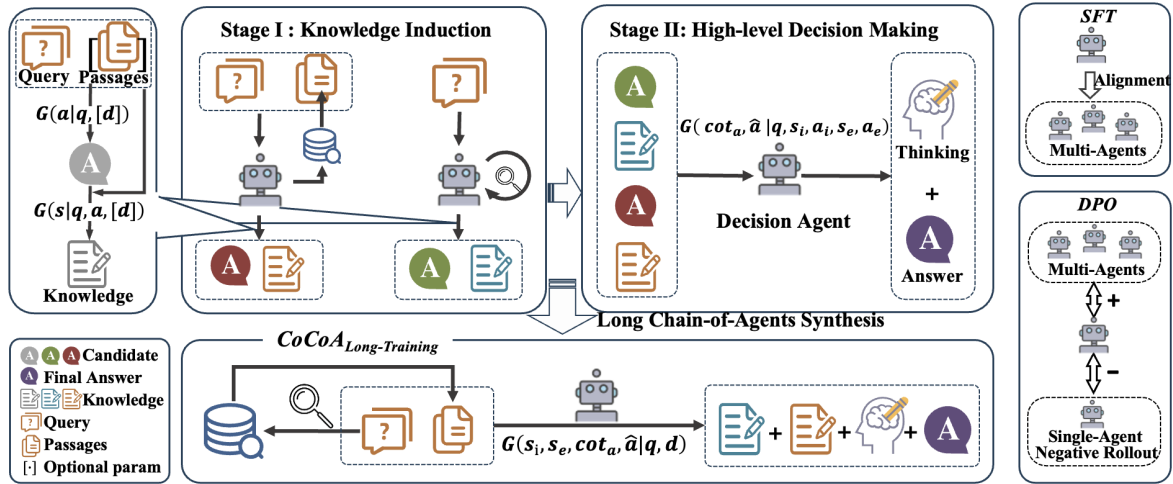 Query Passages
G(a|q,[d])
A
G(s|q,a,[d])
Knowledge
Stage I : Knowledge Induction
?
?
A
A
Stage II: High-level Decision Making
A
A
G( cot_a, â |q, s_i, a_i, s_e, a_e)
Decision Agent
Thinking
+
A
Answer
SFT
Alignment
Multi-Agents
DPO
Multi-Agents
+
−
Single-Agent
Negative Rollout
Long Chain-of-Agents Synthesis
CoCoA_Long-Training
?
G(s_i, s_e, cot_a, â|q, d)
+ + + A
A A A Candidate
A Final Answer
Knowledge
? Query
Passages
[·] Optional param